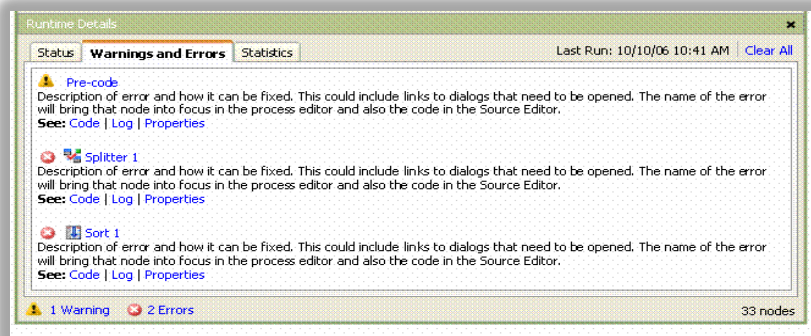 Runtime Details
Status Warnings and Errors Statistics Last Run: 10/10/06 10:41 AM Clear All
Pre-code
Description of error and how it can be fixed. This could include links to dialogs that need to be opened. The name of the error
will bring that node into focus in the process editor and also the code in the Source Editor.
See: Code | Log | Properties
Splitter 1
Description of error and how it can be fixed. This could include links to dialogs that need to be opened. The name of the error
will bring that node into focus in the process editor and also the code in the Source Editor.
See: Code | Log | Properties
Sort 1
Description of error and how it can be fixed. This could include links to dialogs that need to be opened. The name of the error
will bring that node into focus in the process editor and also the code in the Source Editor.
See: Code | Log | Properties
1 Warning 2 Errors 33 nodes